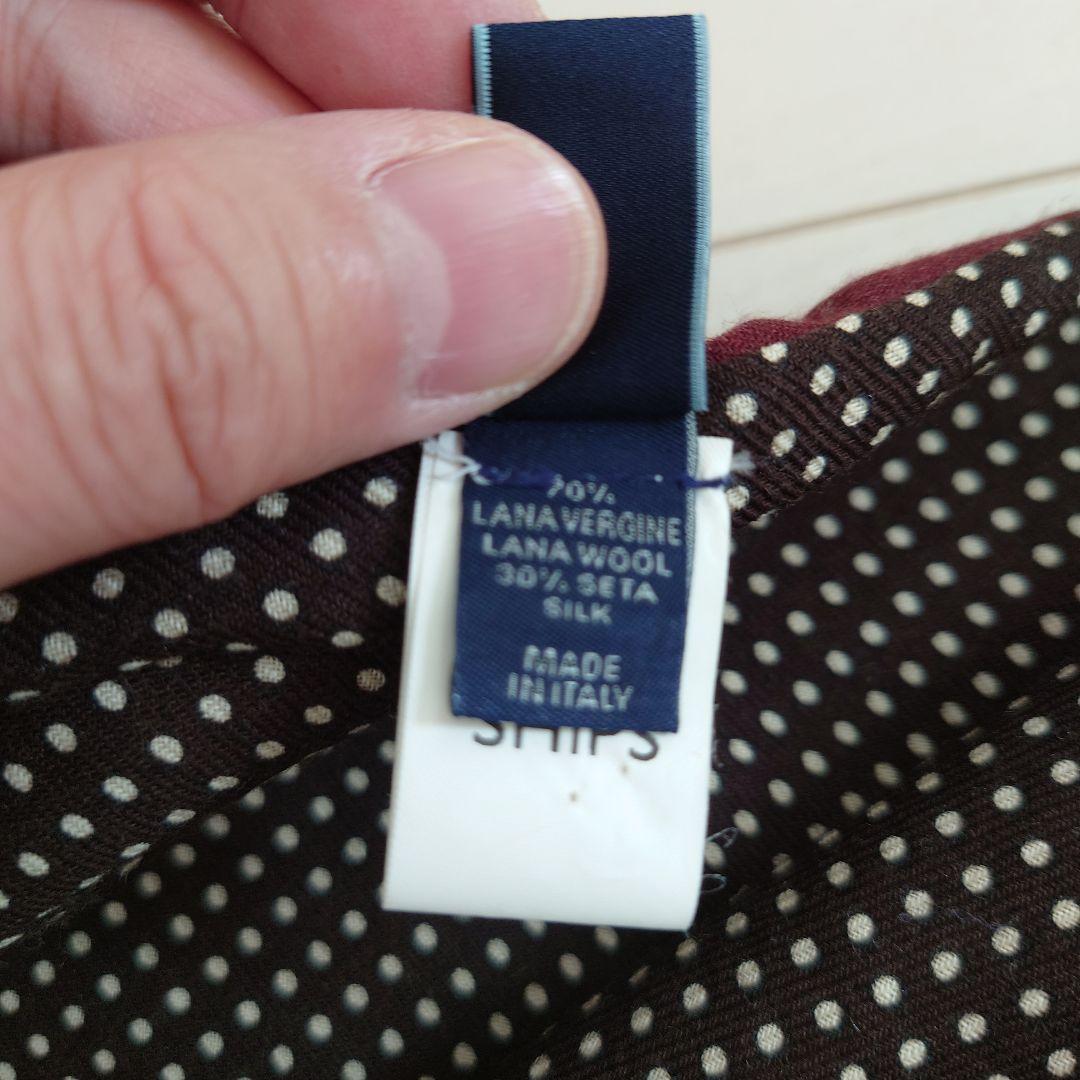 70%
LANA VERGINE
LANA WOOL
30% SETA
SILK
MADE
IN ITALY
SHIPS